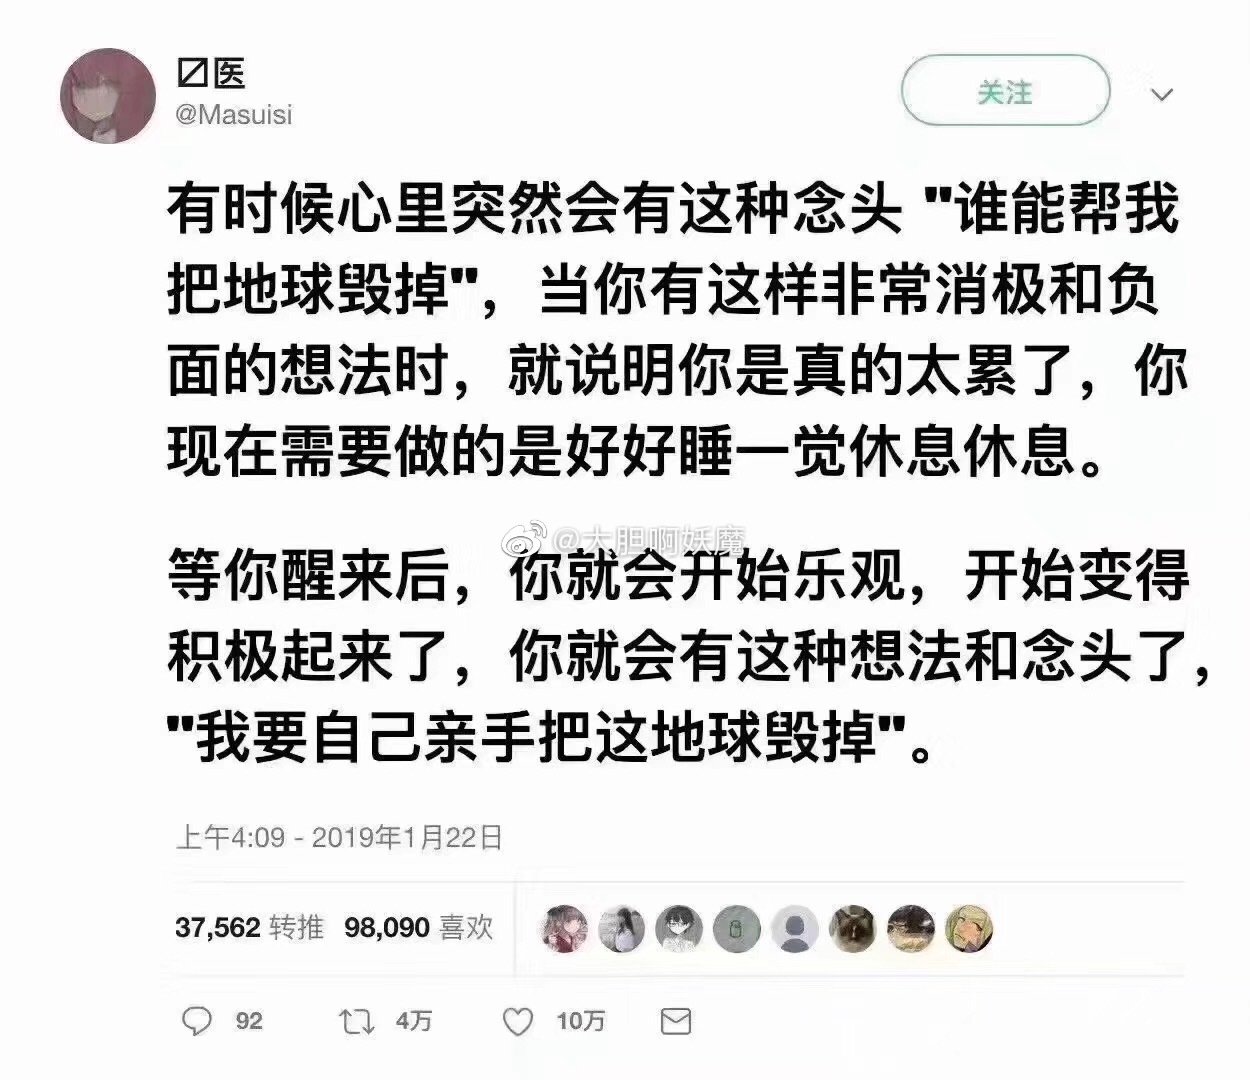 〼医
@Masuisi
关注
有时候心里突然会有这种念头 "谁能帮我
把地球毁掉"，当你有这样非常消极和负
面的想法时，就说明你是真的太累了，你
现在需要做的是好好睡一觉休息休息。
@大胆啊妖魔
等你醒来后，你就会开始乐观，开始变得
积极起来了，你就会有这种想法和念头了，
"我要自己亲手把这地球毁掉"。
上午4:09 - 2019年1月22日
37,562 转推 98,090 喜欢
92 4万 10万